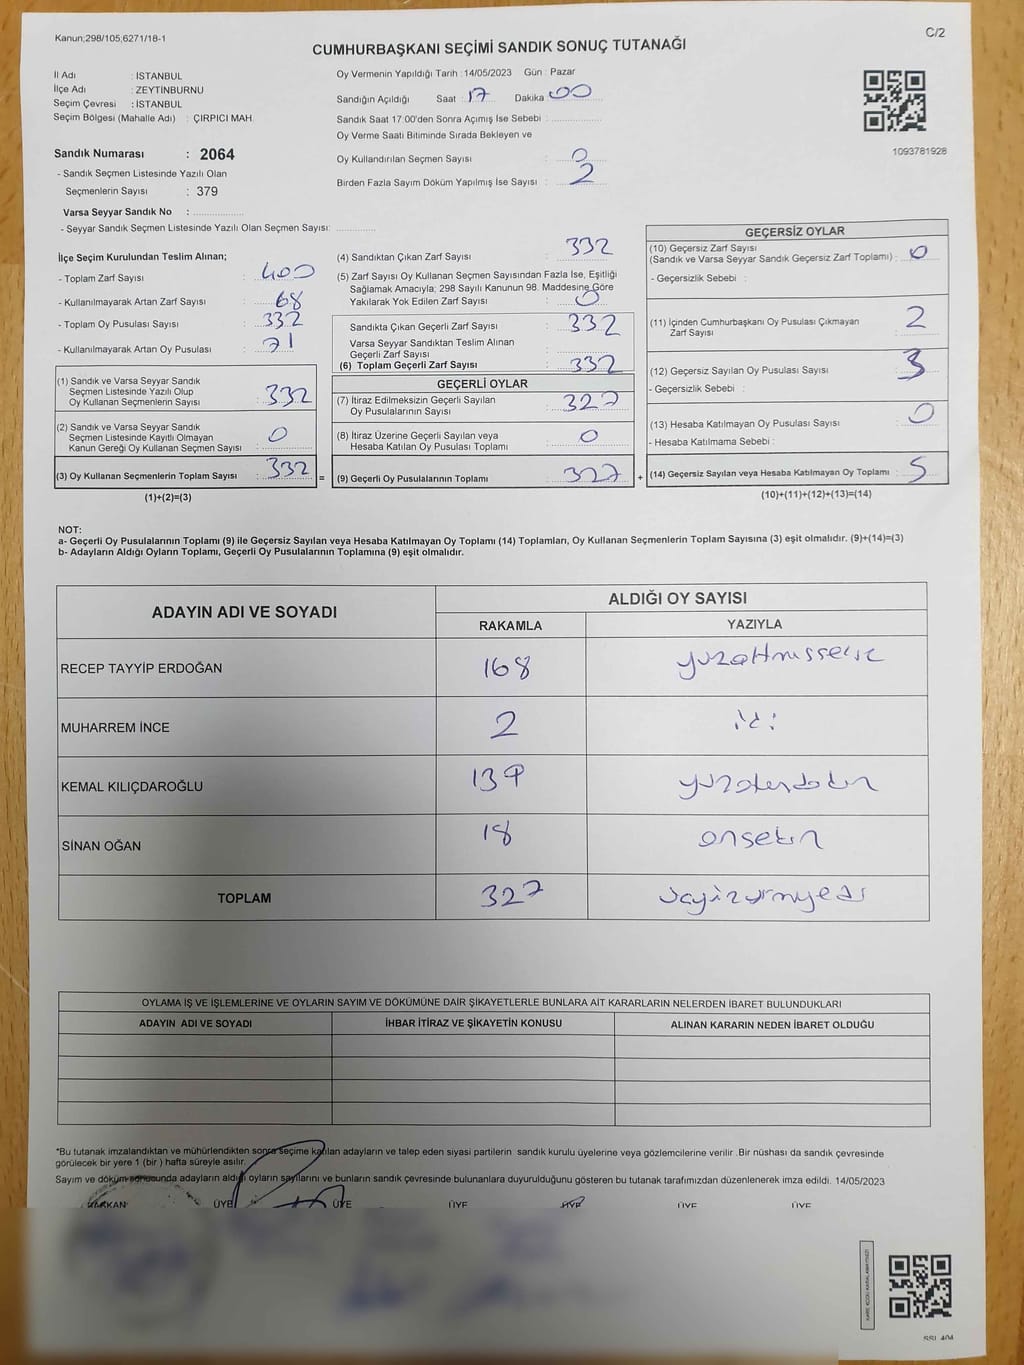 Kanun;298/105,6271/18-1
C/2
CUMHURBAŞKANI SEÇİMİ SANDIK SONUÇ TUTANAĞI
İl Adı : İSTANBUL
İlçe Adı : ZEYTİNBURNU
Seçim Çevresi : İSTANBUL
Seçim Bölgesi (Mahalle Adı) : ÇIRPICI MAH.
Sandık Numarası : 2064
- Sandık Seçmen Listesinde Yazılı Olan
Seçmenlerin Sayısı : 379
Varsa Seyyar Sandık No :
- Seyyar Sandık Seçmen Listesinde Yazılı Olan Seçmen Sayısı:
Oy Vermenin Yapıldığı Tarih :14/05/2023 Gün : Pazar
Sandığın Açıldığı Saat : 17 Dakika : 00
Sandık Saat 17:00'den Sonra Açımış İse Sebebi :
Oy Verme Saati Bitiminde Sırada Bekleyen ve
Oy Kullandırılan Seçmen Sayısı : 0
Birden Fazla Sayım Döküm Yapılmış İse Sayısı : 2
1093781928
İlçe Seçim Kurulundan Teslim Alınan;
- Toplam Zarf Sayısı : 400
- Kullanılmayarak Artan Zarf Sayısı : 68
- Toplam Oy Pusulası Sayısı : 332
- Kullanılmayarak Artan Oy Pusulası : 71
(1) Sandık ve Varsa Seyyar Sandık
Seçmen Listesinde Yazılı Olup
Oy Kullanan Seçmenlerin Sayısı : 332
(2) Sandık ve Varsa Seyyar Sandık
Seçmen Listesinde Kayıtlı Olmayan
Kanun Gereği Oy Kullanan Seçmen Sayısı : 0
(3) Oy Kullanan Seçmenlerin Toplam Sayısı : 332
(1)+(2)=(3)
(4) Sandıktan Çıkan Zarf Sayısı : 332
(5) Zarf Sayısı Oy Kullanan Seçmen Sayısından Fazla İse, Eşitliği
Sağlamak Amacıyla; 298 Sayılı Kanunun 98. Maddesine Göre
Yakılarak Yok Edilen Zarf Sayısı : 0
Sandıkta Çıkan Geçerli Zarf Sayısı : 332
Varsa Seyyar Sandıktan Teslim Alınan
Geçerli Zarf Sayısı :
(6) Toplam Geçerli Zarf Sayısı : 332
GEÇERLİ OYLAR
(7) İtiraz Edilmeksizin Geçerli Sayılan
Oy Pusulalarının Sayısı : 327
(8) İtiraz Üzerine Geçerli Sayılan veya
Hesaba Katılan Oy Pusulası Toplamı : 0
= (9) Geçerli Oy Pusulalarının Toplamı : 327 +
GEÇERSİZ OYLAR
(10) Geçersiz Zarf Sayısı
(Sandık ve Varsa Seyyar Sandık Geçersiz Zarf Toplamı) : 0
- Geçersizlik Sebebi :
(11) İçinden Cumhurbaşkanı Oy Pusulası Çıkmayan
Zarf Sayısı : 2
(12) Geçersiz Sayılan Oy Pusulası Sayısı : 3
- Geçersizlik Sebebi :
(13) Hesaba Katılmayan Oy Pusulası Sayısı : 0
- Hesaba Katılmama Sebebi :
(14) Geçersiz Sayılan veya Hesaba Katılmayan Oy Toplamı : 5
(10)+(11)+(12)+(13)=(14)
NOT:
a- Geçerli Oy Pusulalarının Toplamı (9) ile Geçersiz Sayılan veya Hesaba Katılmayan Oy Toplamı (14) Toplamları, Oy Kullanan Seçmenlerin Toplam Sayısına (3) eşit olmalıdır. (9)+(14)=(3)
b- Adayların Aldığı Oyların Toplamı, Geçerli Oy Pusulalarının Toplamına (9) eşit olmalıdır.
ADAYIN ADI VE SOYADI ALDIĞI OY SAYISI
RAKAMLA YAZIYLA
RECEP TAYYİP ERDOĞAN 168 yüzaltmışsekiz
MUHARREM İNCE 2 iki
KEMAL KILIÇDAROĞLU 139 yüzotuzdokuz
SİNAN OĞAN 18 onsekiz
TOPLAM 327 üçyüzyirmiyedi
OYLAMA İŞ VE İŞLEMLERİNE VE OYLARIN SAYIM VE DÖKÜMÜNE DAİR ŞİKAYETLERLE BUNLARA AİT KARARLARIN NELERDEN İBARET BULUNDUKLARI
ADAYIN ADI VE SOYADI İHBAR İTİRAZ VE ŞİKAYETİN KONUSU ALINAN KARARIN NEDEN İBARET OLDUĞU
*Bu tutanak imzalandıktan ve mühürlendikten sonra seçime katılan adayların ve talep eden siyasi partilerin sandık kurulu üyelerine veya gözlemcilerine verilir .Bir nüshası da sandık çevresinde
görülecek bir yere 1 (bir ) hafta süreyle asılır.
Sayım ve döküm sonucunda adayların aldığı oyların sayılarını ve bunların sandık çevresinde bulunanlara duyurulduğunu gösteren bu tutanak tarafımızdan düzenlenerek imza edildi. 14/05/2023
BAŞKAN ÜYE ÜYE ÜYE ÜYE ÜYE ÜYE